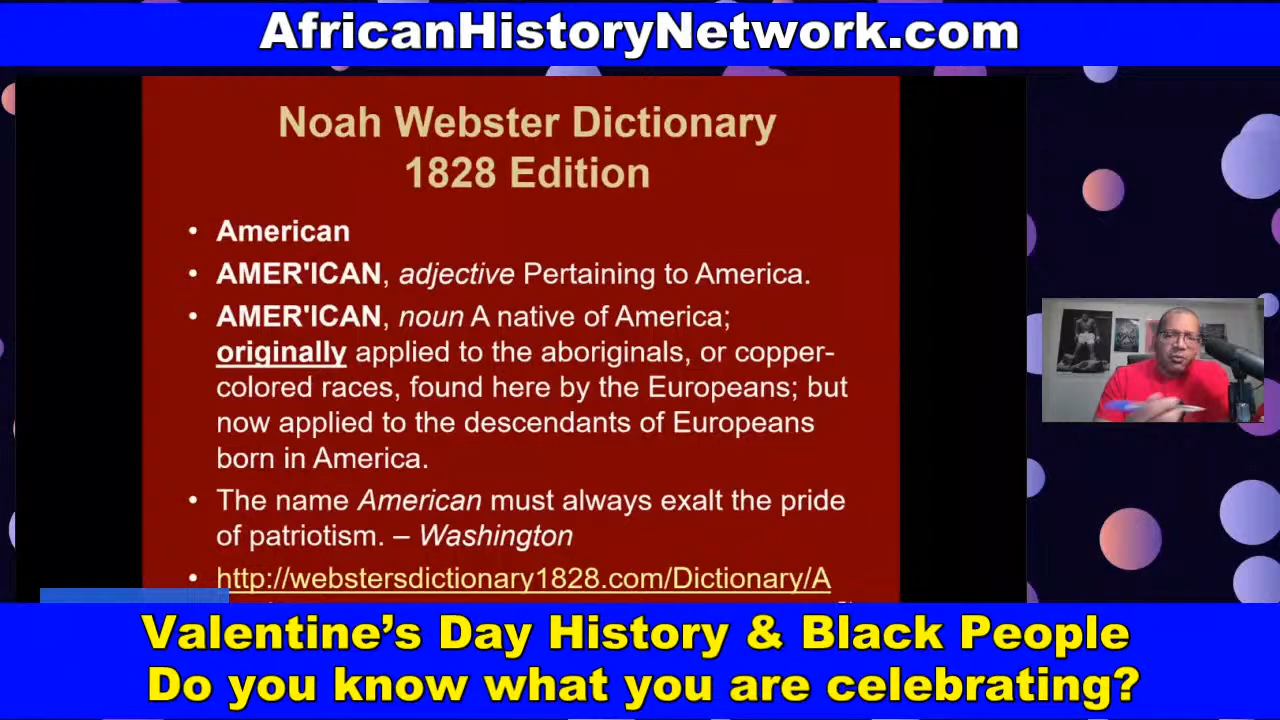 AfricanHistoryNetwork.com
Noah Webster Dictionary
1828 Edition
• American
• AMER'ICAN, adjective Pertaining to America.
• AMER'ICAN, noun A native of America;
originally applied to the aboriginals, or copper-
colored races, found here by the Europeans; but
now applied to the descendants of Europeans
born in America.
• The name American must always exalt the pride
of patriotism. – Washington
• http://webstersdictionary1828.com/Dictionary/A
Valentine’s Day History & Black People
Do you know what you are celebrating?